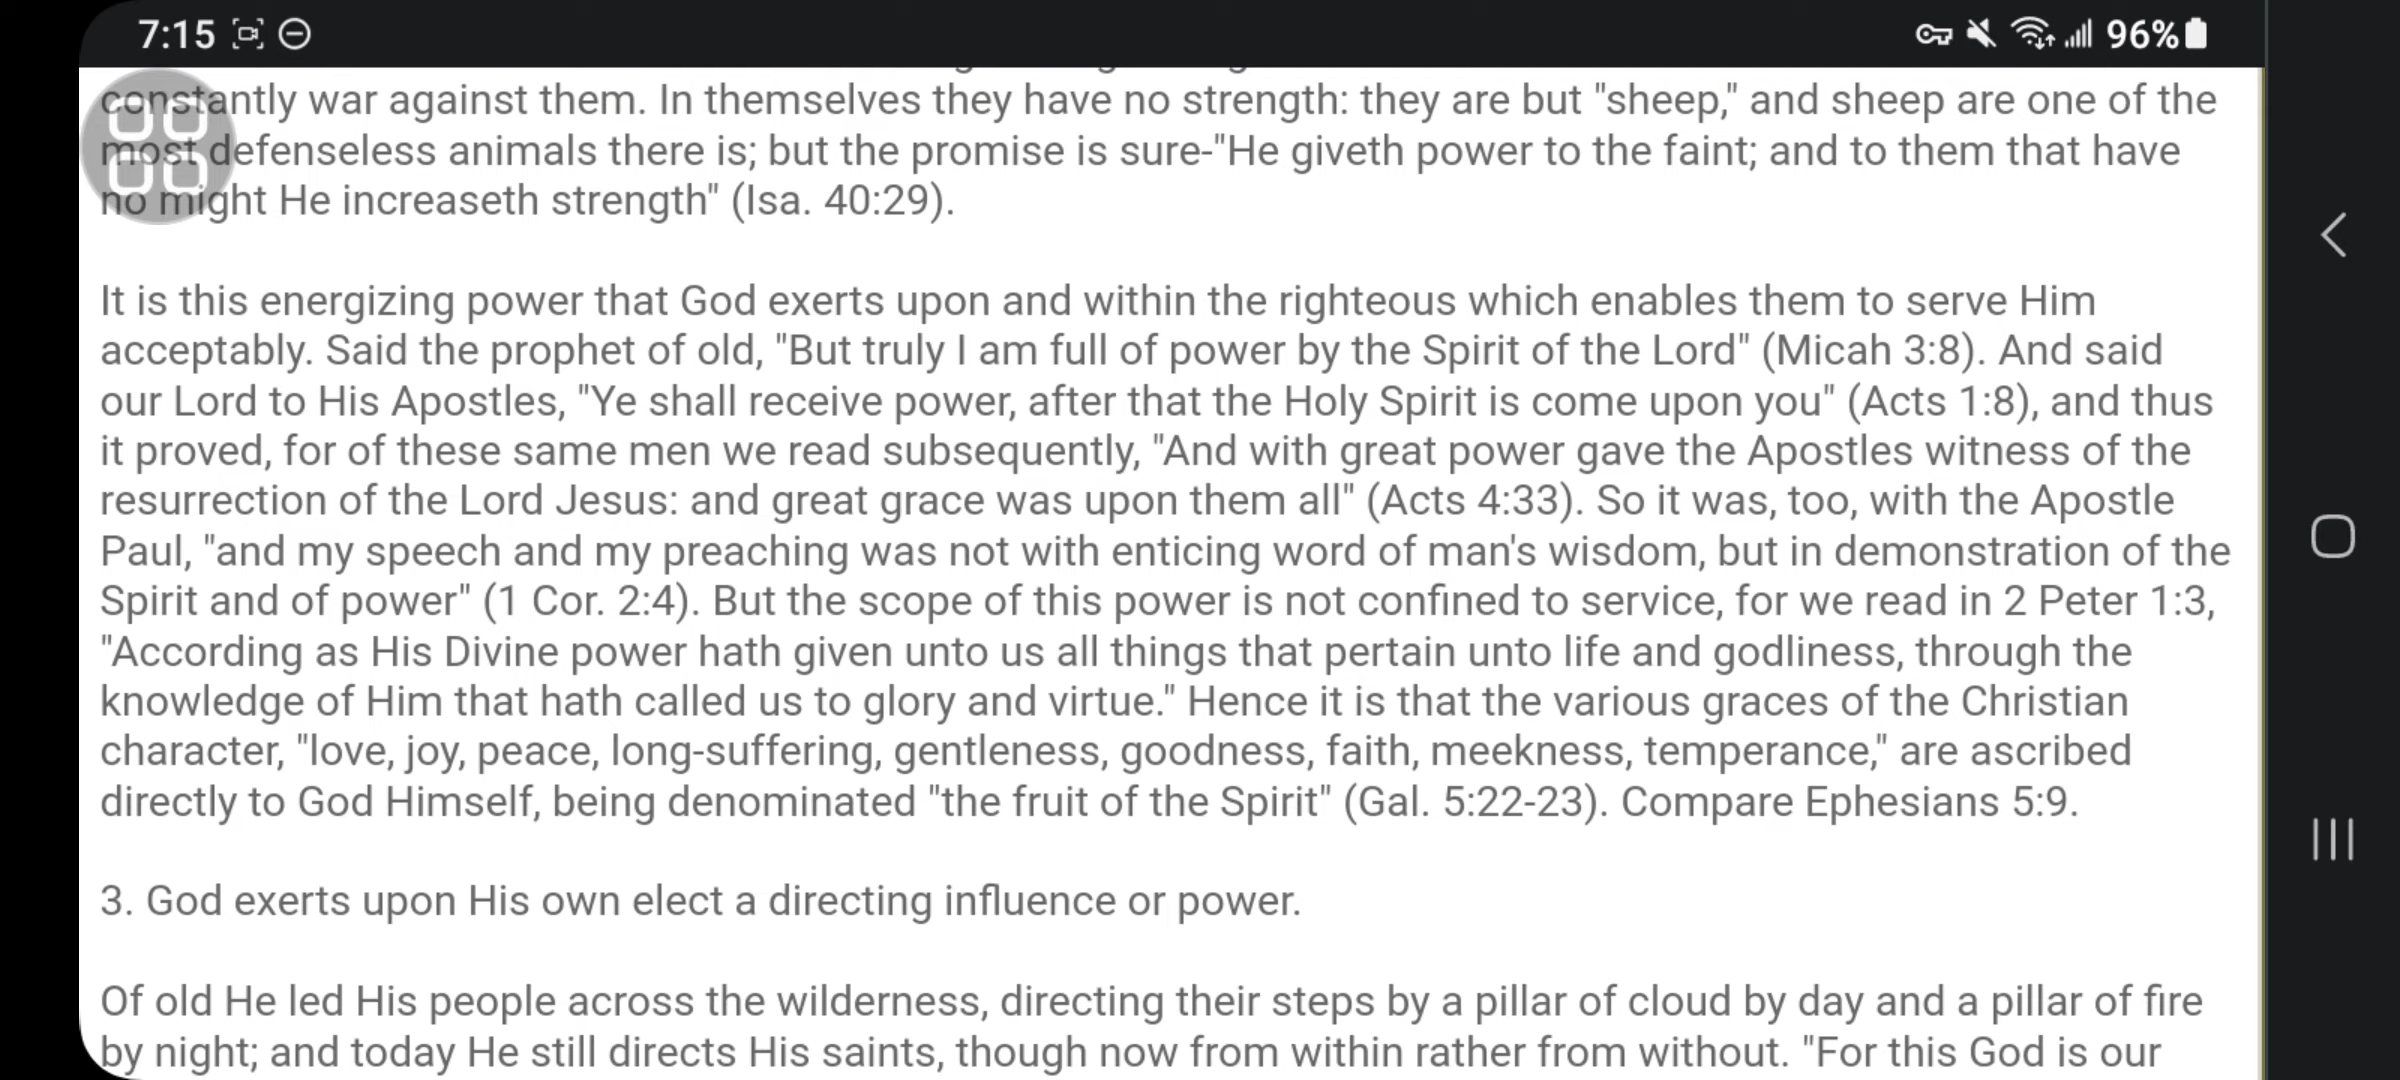 7:15
96%
constantly war against them. In themselves they have no strength: they are but "sheep," and sheep are one of the
most defenseless animals there is; but the promise is sure-"He giveth power to the faint; and to them that have
no might He increaseth strength" (Isa. 40:29).
It is this energizing power that God exerts upon and within the righteous which enables them to serve Him
acceptably. Said the prophet of old, "But truly I am full of power by the Spirit of the Lord" (Micah 3:8). And said
our Lord to His Apostles, "Ye shall receive power, after that the Holy Spirit is come upon you" (Acts 1:8), and thus
it proved, for of these same men we read subsequently, "And with great power gave the Apostles witness of the
resurrection of the Lord Jesus: and great grace was upon them all" (Acts 4:33). So it was, too, with the Apostle
Paul, "and my speech and my preaching was not with enticing word of man's wisdom, but in demonstration of the
Spirit and of power" (1 Cor. 2:4). But the scope of this power is not confined to service, for we read in 2 Peter 1:3,
"According as His Divine power hath given unto us all things that pertain unto life and godliness, through the
knowledge of Him that hath called us to glory and virtue." Hence it is that the various graces of the Christian
character, "love, joy, peace, long-suffering, gentleness, goodness, faith, meekness, temperance," are ascribed
directly to God Himself, being denominated "the fruit of the Spirit" (Gal. 5:22-23). Compare Ephesians 5:9.
3. God exerts upon His own elect a directing influence or power.
Of old He led His people across the wilderness, directing their steps by a pillar of cloud by day and a pillar of fire
by night; and today He still directs His saints, though now from within rather from without. "For this God is our